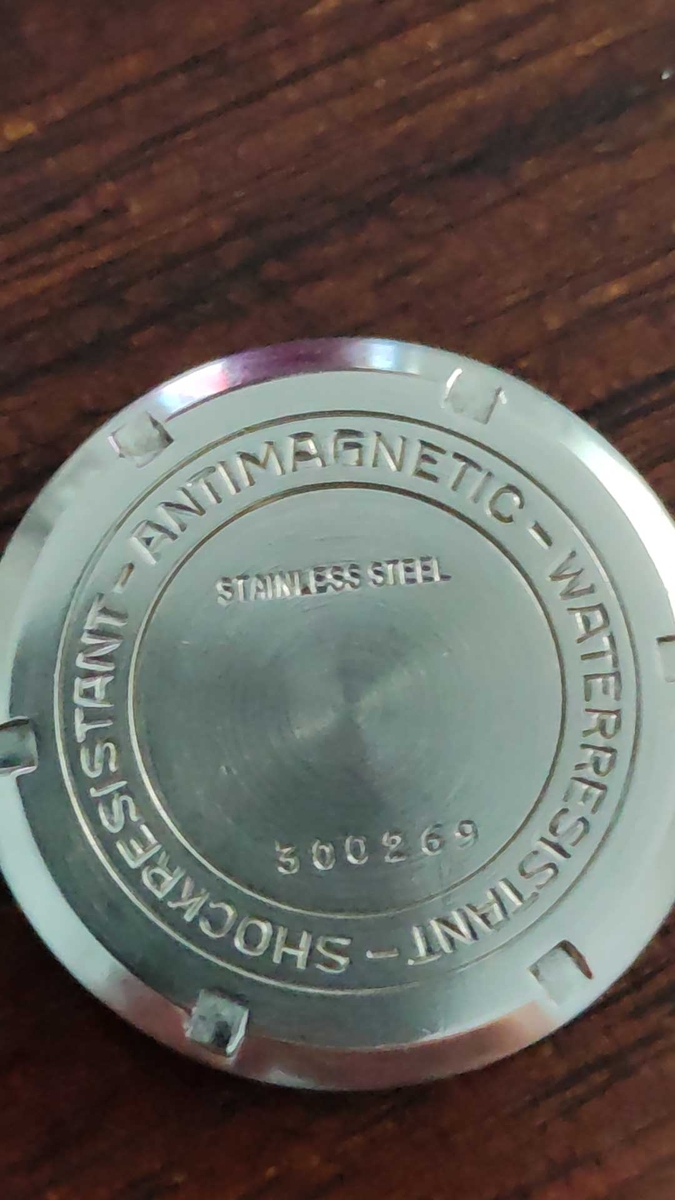 ANTIMAGNETIC - WATERRESISTANT - SHOCKRESISTANT -
STAINLESS STEEL
300269